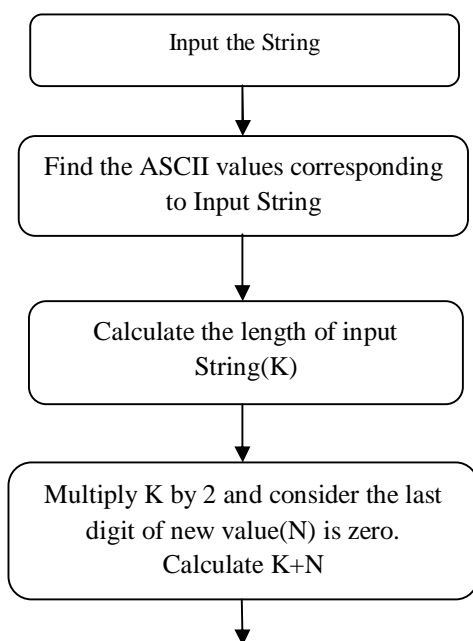 Input the String
Find the ASCII values corresponding
to Input String
Calculate the length of input
String(K)
Multiply K by 2 and consider the last
digit of new value(N) is zero.
Calculate K+N